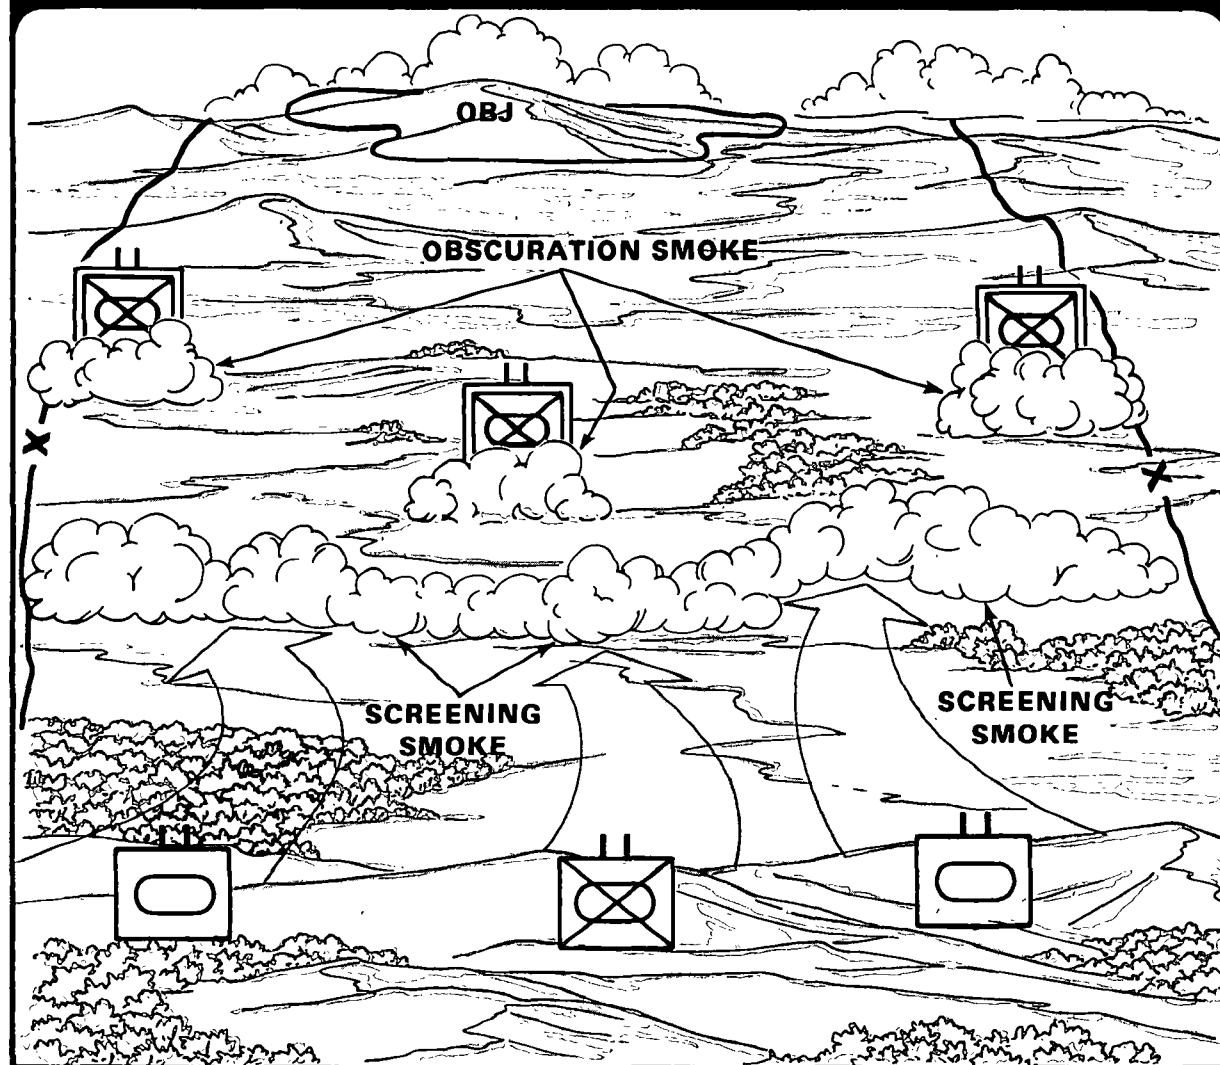 OBJ
OBSCURATION SMOKE
X
X
SCREENING
SMOKE
SCREENING
SMOKE